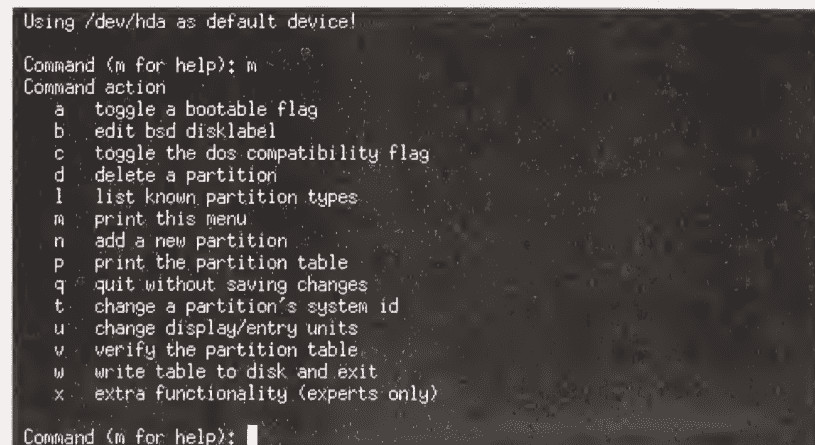 Using /dev/hda as default device!
Command (m for help): m
Command action
a toggle a bootable flag
b edit bsd disklabel
c toggle the dos compatibility flag
d delete a partition
l list known partition types
m print this menu
n add a new partition
p print the partition table
q quit without saving changes
t change a partition's system id
u change display/entry units
v verify the partition table
w write table to disk and exit
x extra functionality (experts only)
Command (m for help):